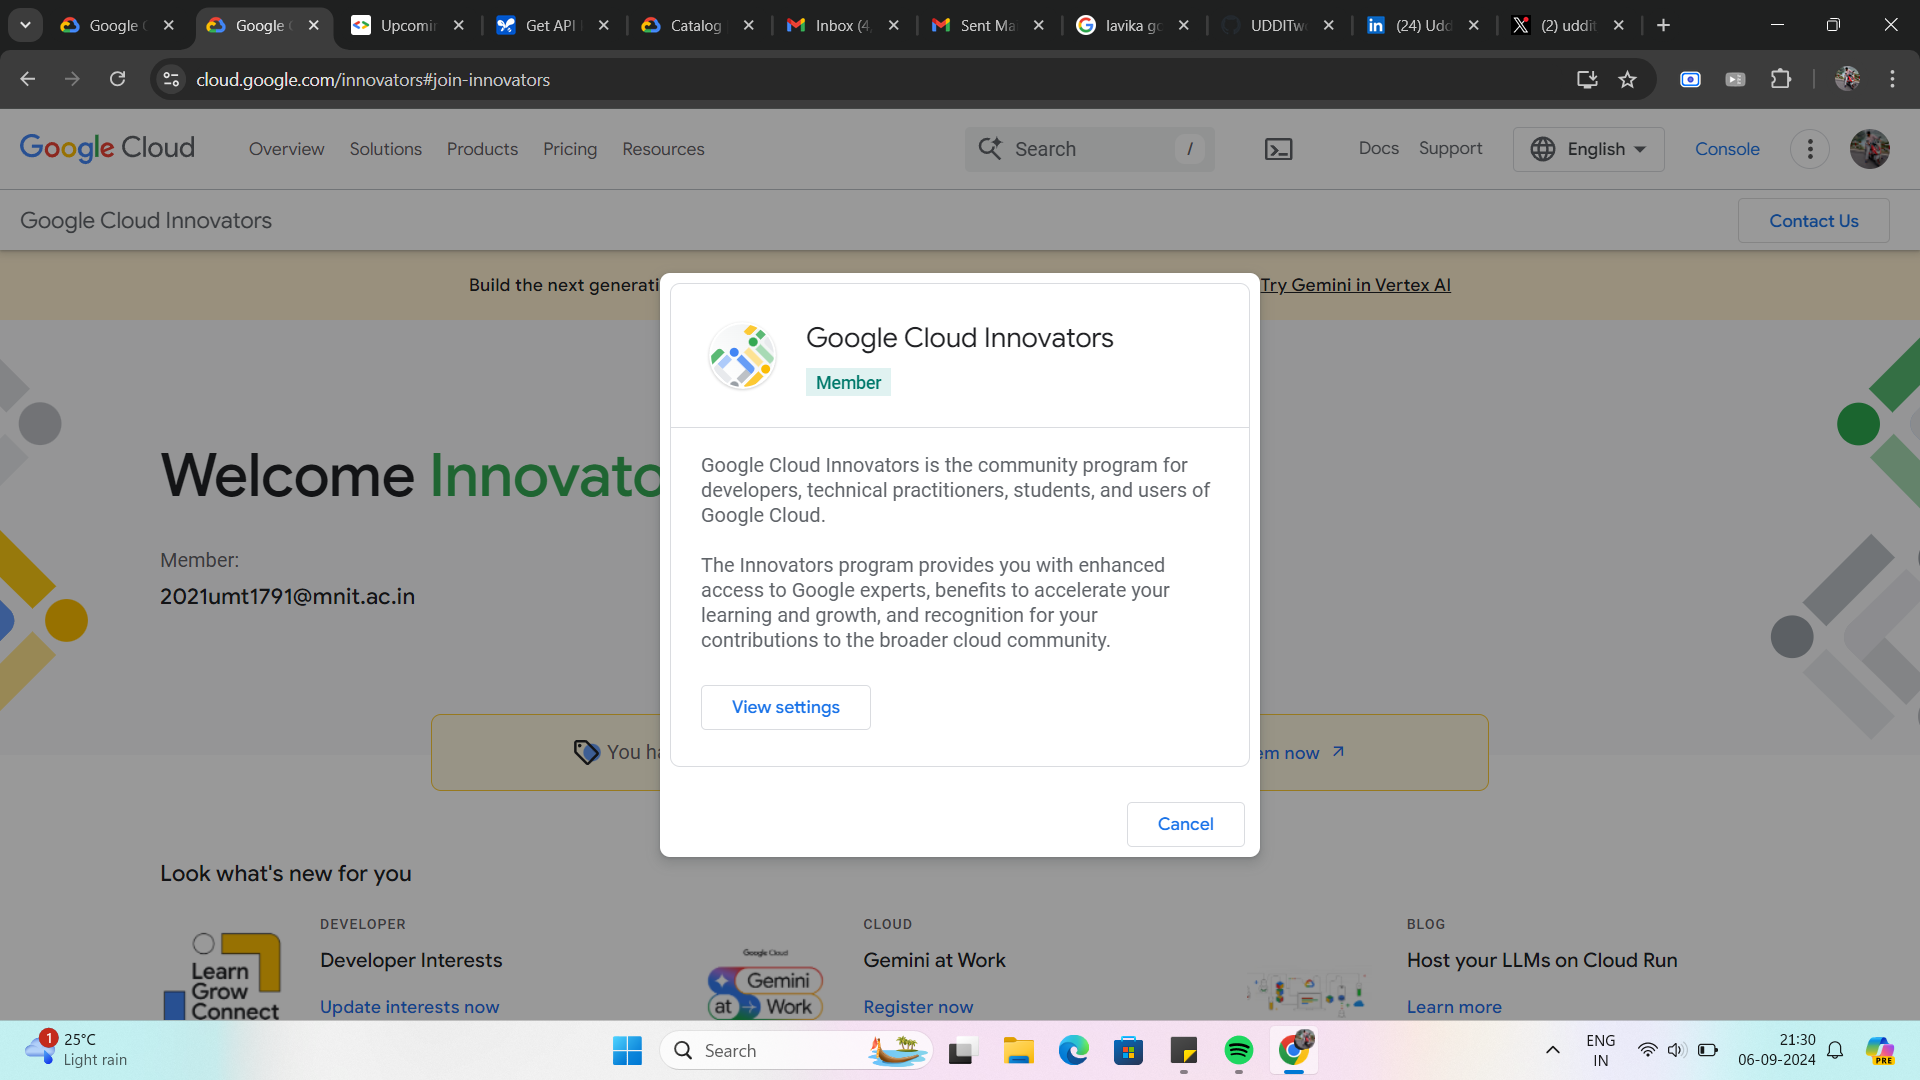 Google C
Google C
Upcomin
Get API
Catalog
Inbox (4,
Sent Ma
lavika go
UDDITw
(24) Udd
(2) uddit
cloud.google.com/innovators#join-innovators
Google Cloud
Overview
Solutions
Products
Pricing
Resources
Search
/
Docs
Support
English
Console
Google Cloud Innovators
Contact Us
Build the next generati
Try Gemini in Vertex AI
Google Cloud Innovators
Member
Google Cloud Innovators is the community program for
developers, technical practitioners, students, and users of
Google Cloud.
The Innovators program provides you with enhanced
access to Google experts, benefits to accelerate your
learning and growth, and recognition for your
contributions to the broader cloud community.
View settings
Cancel
Welcome Innovato
Member:
2021umt1791@mnit.ac.in
You ha
em now
Look what's new for you
Learn
Grow
Connect
DEVELOPER
Developer Interests
Update interests now
Google Cloud
Gemini
at Work
CLOUD
Gemini at Work
Register now
BLOG
Host your LLMs on Cloud Run
Learn more
1
25°C
Light rain
Search
ENG
IN
21:30
06-09-2024
PRE